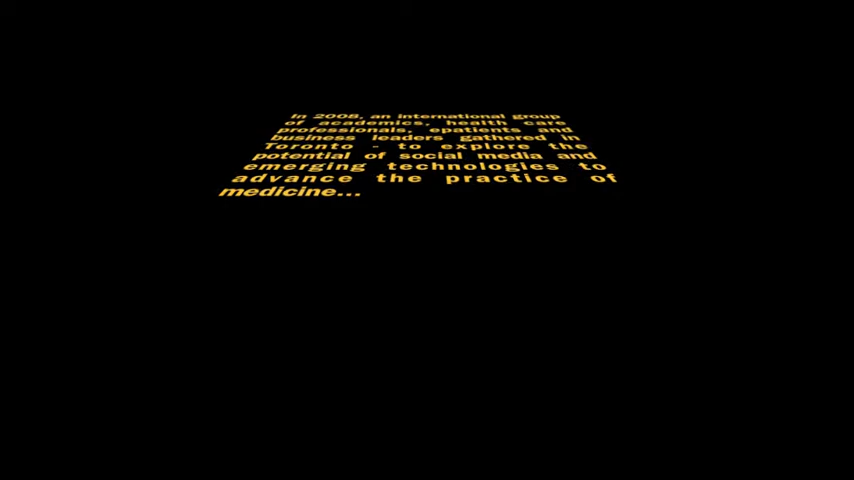 In 2008, an international group
of academics, health care
professionals, epatients and
business leaders gathered in
Toronto - to explore the
potential of social media and
emerging technologies to
advance the practice of
medicine...